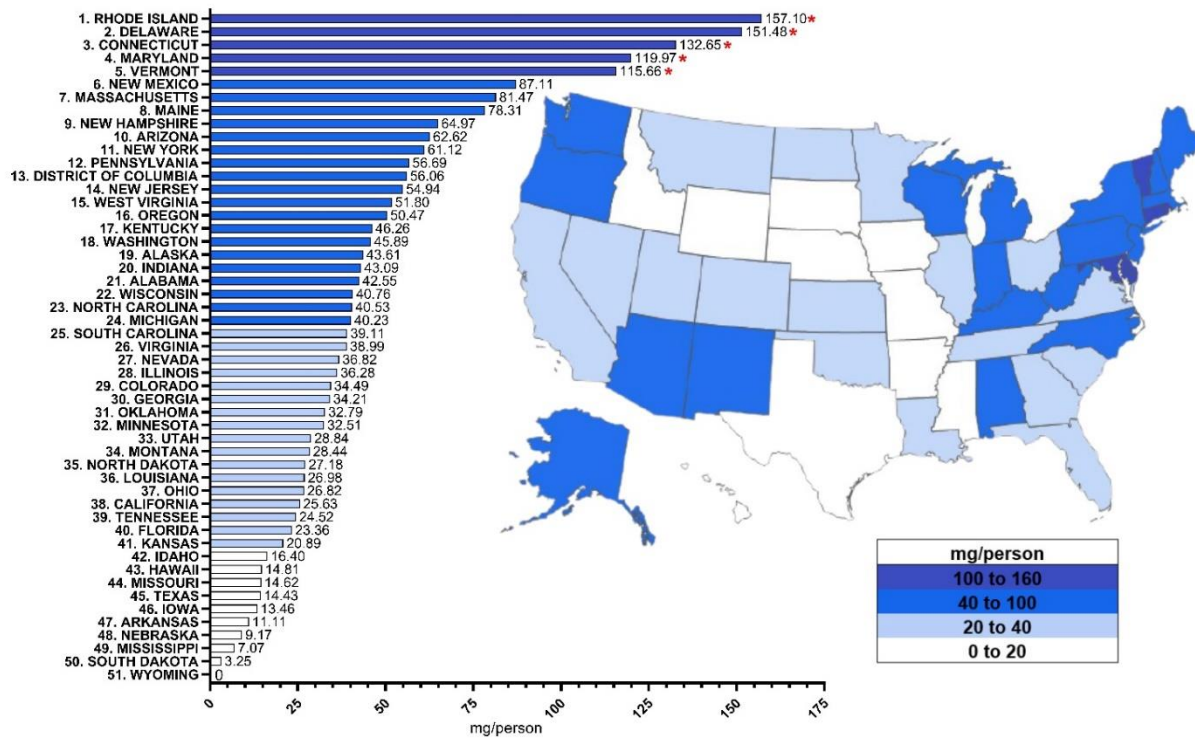 1. RHODE ISLAND 157.10 *
2. DELAWARE 151.48 *
3. CONNECTICUT 132.65 *
4. MARYLAND 119.97 *
5. VERMONT 115.66 *
6. NEW MEXICO 87.11
7. MASSACHUSETTS 81.47
8. MAINE 78.31
9. NEW HAMPSHIRE 64.97
10. ARIZONA 62.62
11. NEW YORK 61.12
12. PENNSYLVANIA 56.69
13. DISTRICT OF COLUMBIA 56.06
14. NEW JERSEY 54.94
15. WEST VIRGINIA 51.80
16. OREGON 50.47
17. KENTUCKY 46.26
18. WASHINGTON 45.89
19. ALASKA 43.61
20. INDIANA 43.09
21. ALABAMA 42.55
22. WISCONSIN 40.76
23. NORTH CAROLINA 40.53
24. MICHIGAN 40.23
25. SOUTH CAROLINA 39.11
26. VIRGINIA 38.99
27. NEVADA 36.82
28. ILLINOIS 36.28
29. COLORADO 34.49
30. GEORGIA 34.21
31. OKLAHOMA 32.79
32. MINNESOTA 32.51
33. UTAH 28.84
34. MONTANA 28.44
35. NORTH DAKOTA 27.18
36. LOUISIANA 26.98
37. OHIO 26.82
38. CALIFORNIA 25.63
39. TENNESSEE 24.52
40. FLORIDA 23.36
41. KANSAS 20.89
42. IDAHO 16.40
43. HAWAII 14.81
44. MISSOURI 14.62
45. TEXAS 14.43
46. IOWA 13.46
47. ARKANSAS 11.11
48. NEBRASKA 9.17
49. MISSISSIPPI 7.07
50. SOUTH DAKOTA 3.25
51. WYOMING 0
0 25 50 75 100 125 150 175
mg/person
mg/person
100 to 160
40 to 100
20 to 40
0 to 20